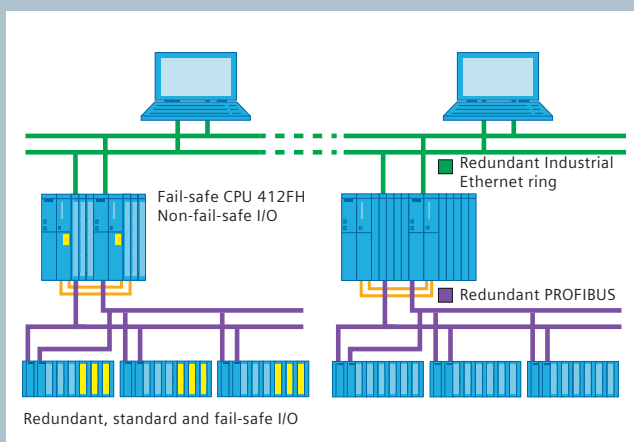 Redundant Industrial
Ethernet ring
Fail-safe CPU 412FH
Non-fail-safe I/O
Redundant PROFIBUS
Redundant, standard and fail-safe I/O